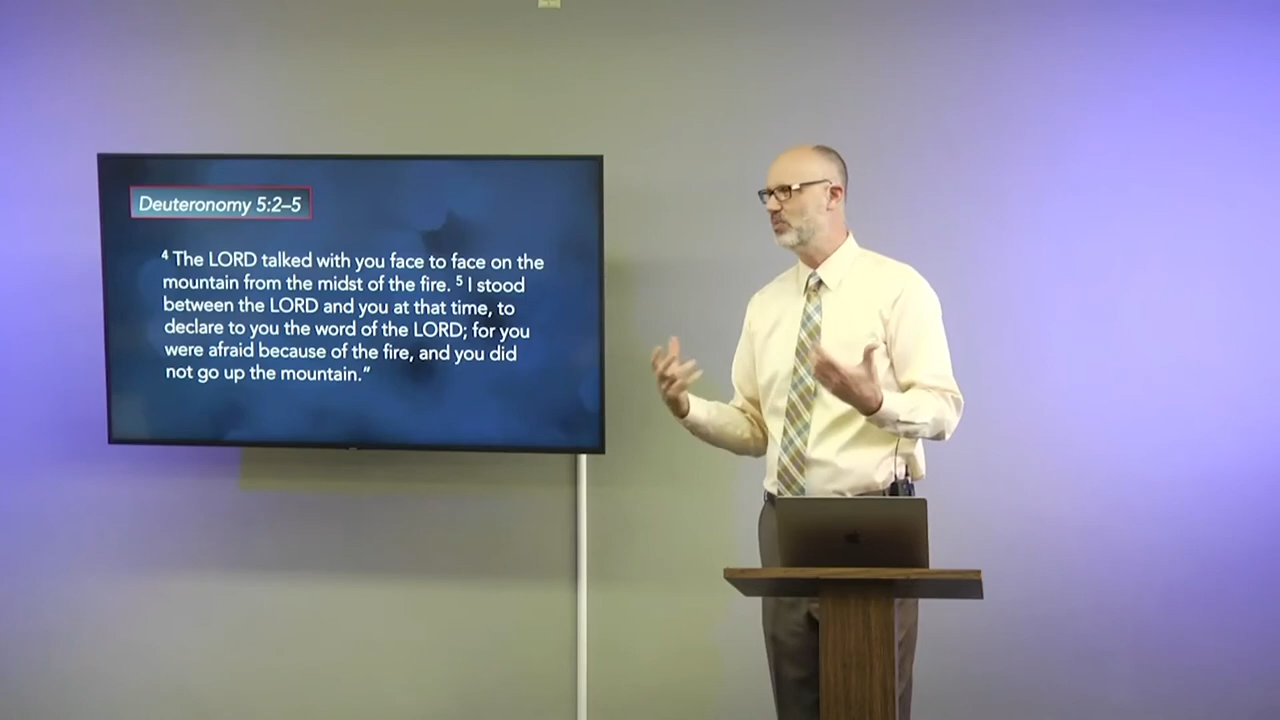 Deuteronomy 5:2–5
⁴ The LORD talked with you face to face on the
mountain from the midst of the fire. ⁵ I stood
between the LORD and you at that time, to
declare to you the word of the LORD; for you
were afraid because of the fire, and you did
not go up the mountain.”